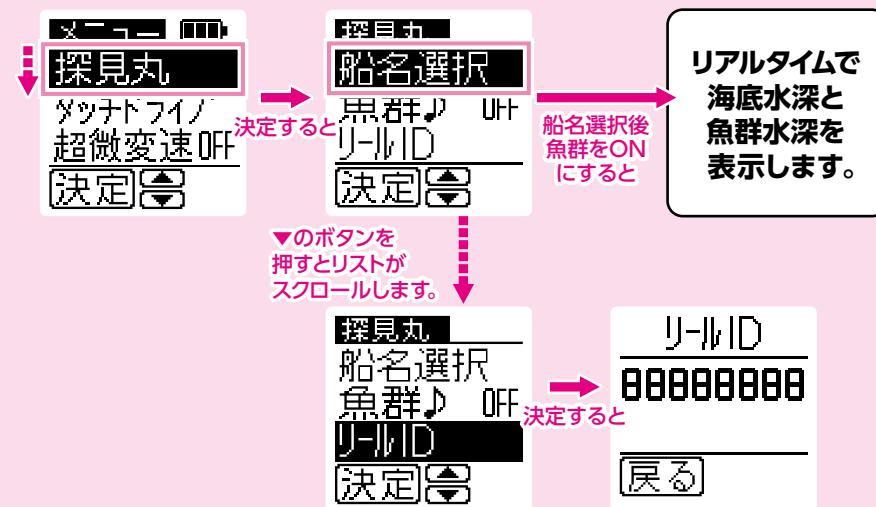 メニュー
探見丸
タッチドライブ
超微変速OFF
決定
決定すると
探見丸
船名選択
魚群♪ OFF
リールID
決定
船名選択後
魚群をON
にすると
リアルタイムで
海底水深と
魚群水深を
表示します。
▼のボタンを
押すとリストが
スクロールします。
探見丸
船名選択
魚群♪ OFF
リールID
決定
決定すると
リールID
88888888
戻る